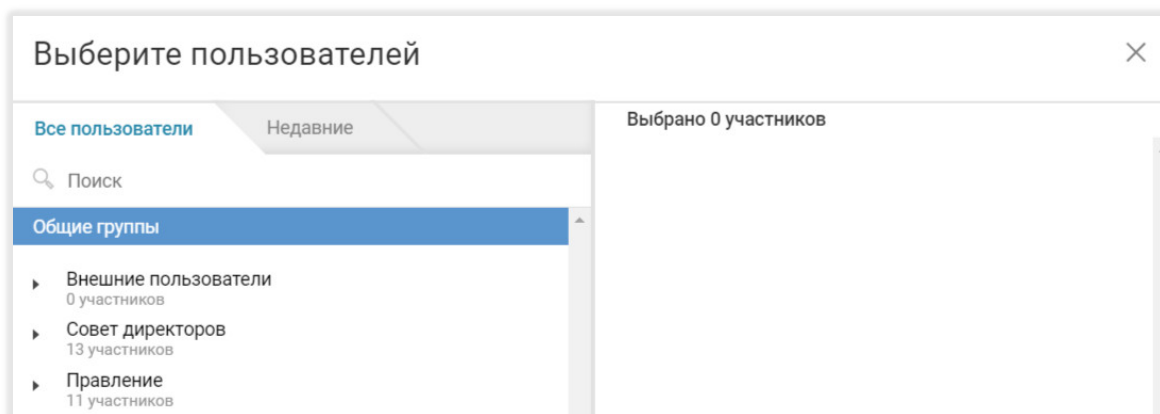 Выберите пользователей
Все пользователи
Недавние
Поиск
Общие группы
Внешние пользователи
0 участников
Совет директоров
13 участников
Правление
11 участников
Выбрано 0 участников